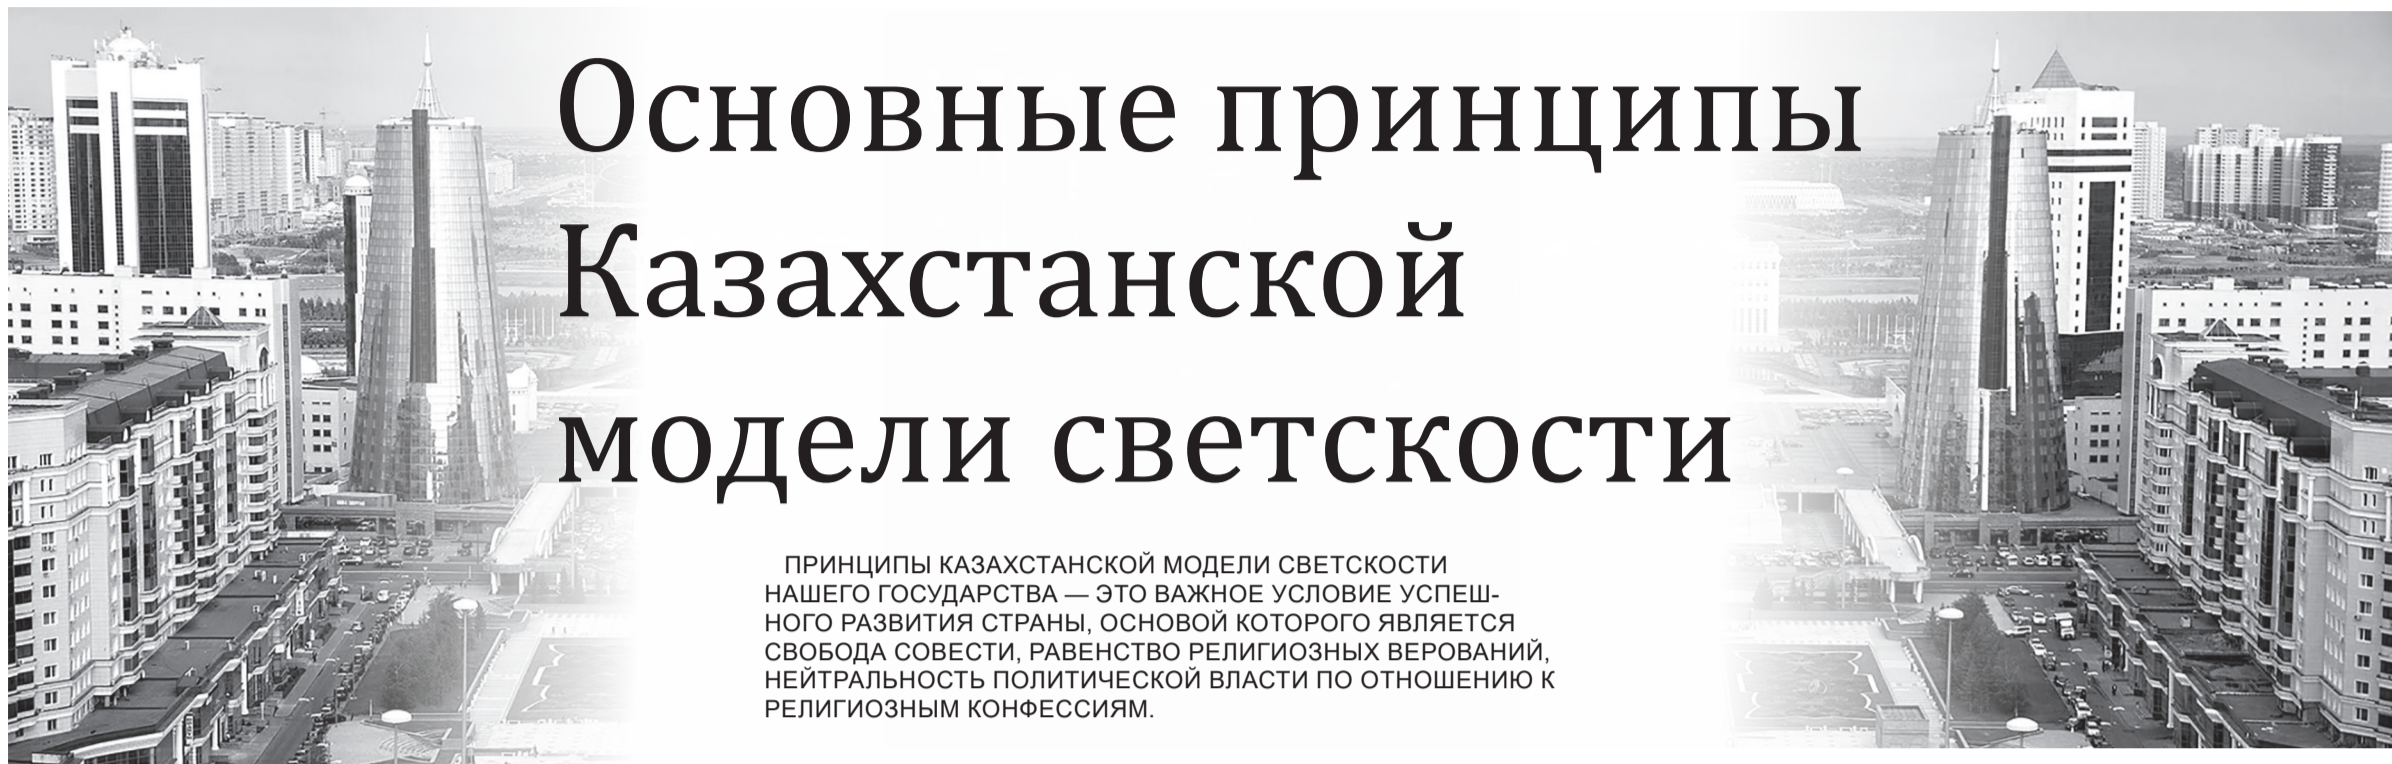 Основные принципы
Казахстанской
модели светскости
ПРИНЦИПЫ КАЗАХСТАНСКОЙ МОДЕЛИ СВЕТСКОСТИ
НАШЕГО ГОСУДАРСТВА — ЭТО ВАЖНОЕ УСЛОВИЕ УСПЕШ-
НОГО РАЗВИТИЯ СТРАНЫ, ОСНОВОЙ КОТОРОГО ЯВЛЯЕТСЯ
СВОБОДА СОВЕСТИ, РАВЕНСТВО РЕЛИГИОЗНЫХ ВЕРОВАНИЙ,
НЕЙТРАЛЬНОСТЬ ПОЛИТИЧЕСКОЙ ВЛАСТИ ПО ОТНОШЕНИЮ К
РЕЛИГИОЗНЫМ КОНФЕССИЯМ.